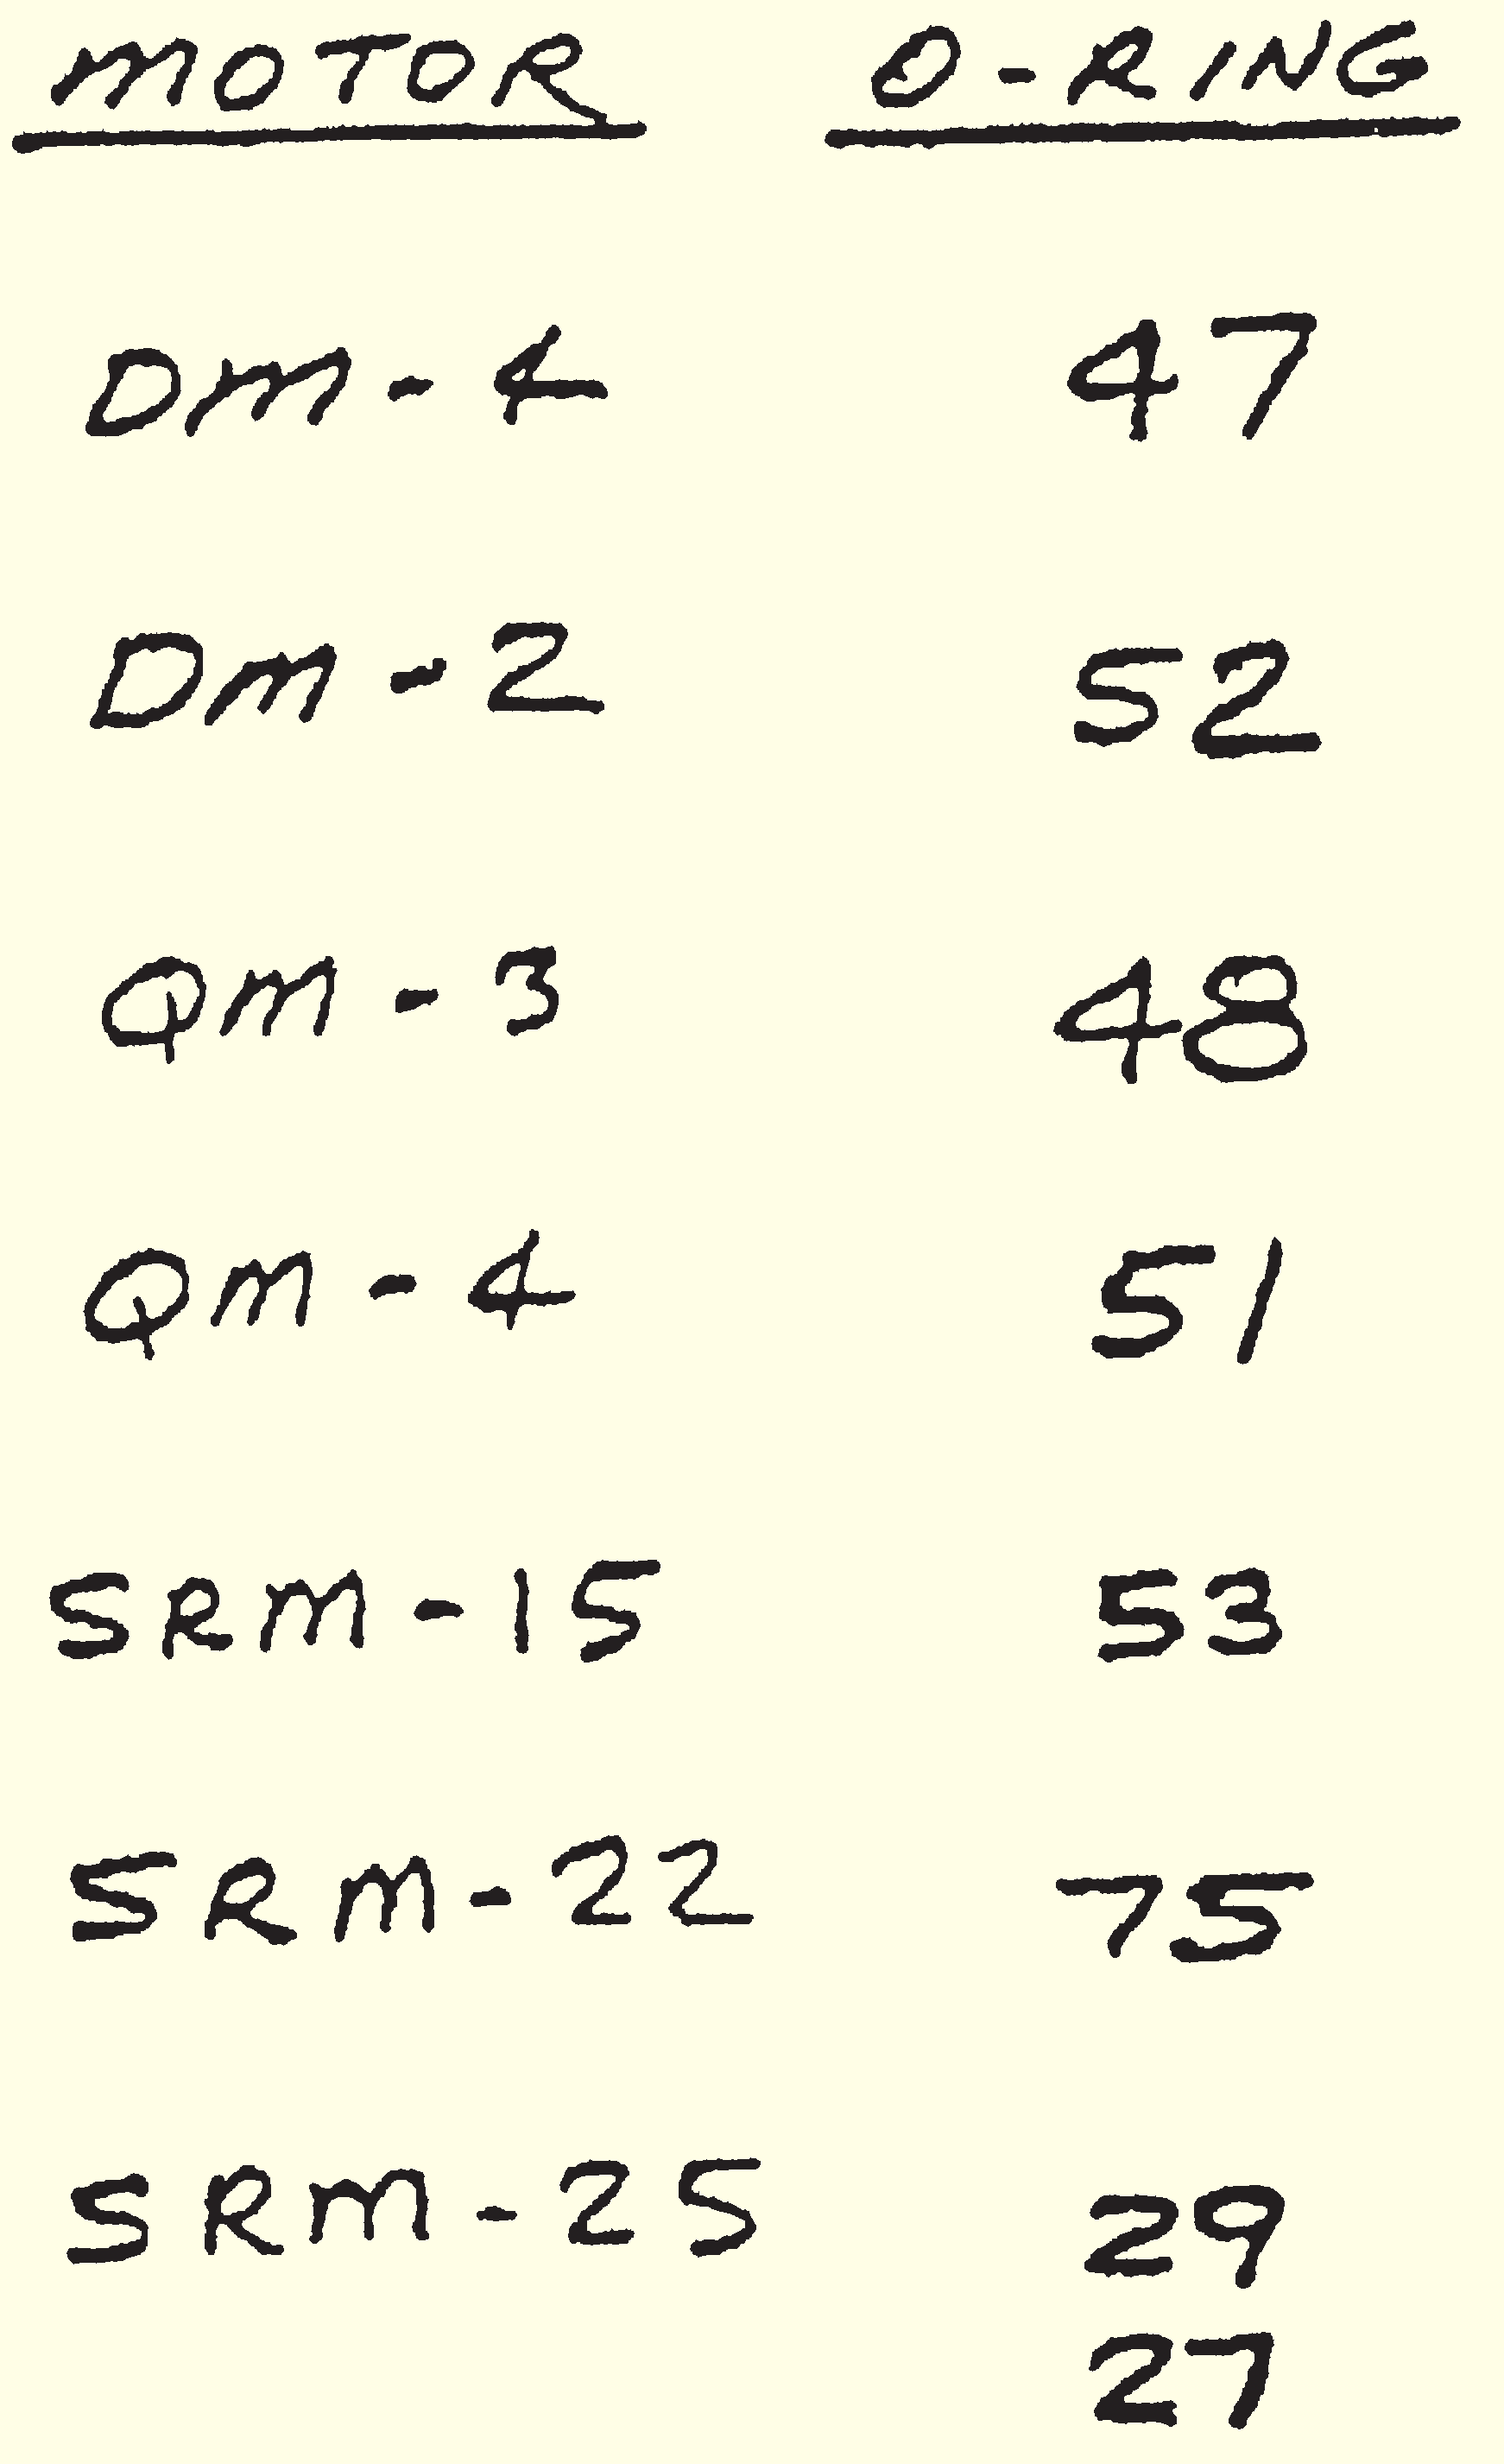 MOTOR O-RING
DM-4 47
DM-2 52
QM-3 48
QM-4 51
SRM-15 53
SRM-22 75
SRM-25 29
27